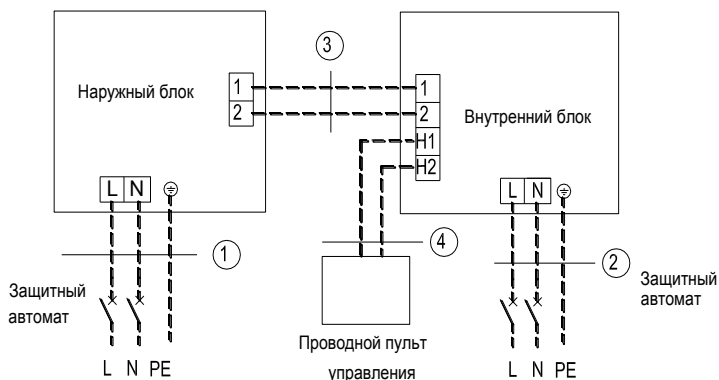 3
Наружный блок
1
2
1
2
H1
H2
Внутренний блок
L N
L N
1
4
2
Защитный
автомат
Защитный
автомат
Проводной пульт
управления
L N PE
L N PE